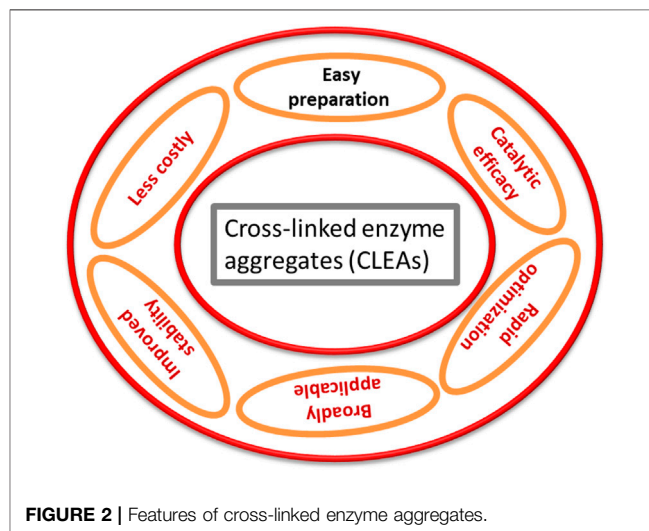 Easy
preparation
Catalytic
efficacy
Rapid
optimization
Broadly
applicable
Improved
stability
Less costly
Cross-linked enzyme
aggregates (CLEAs)
FIGURE 2 | Features of cross-linked enzyme aggregates.